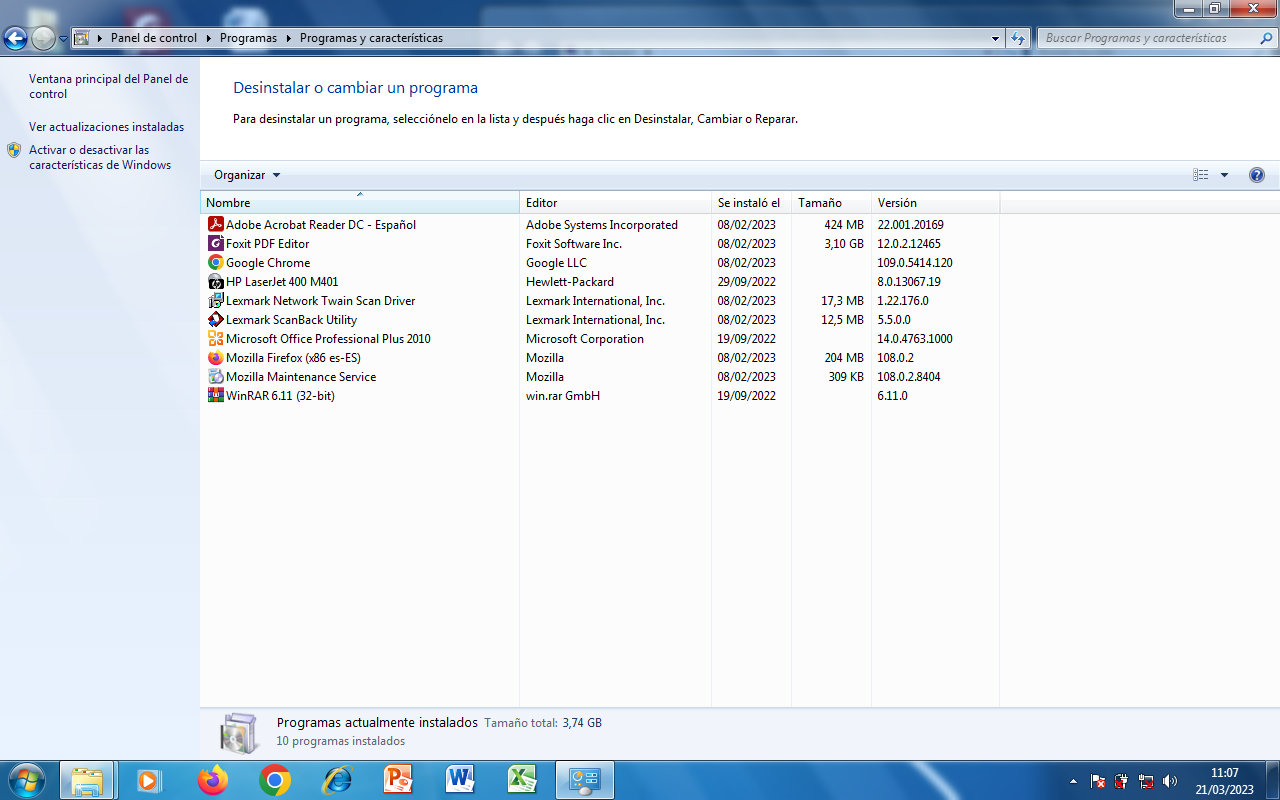 Panel de control Programas Programas y características
Buscar Programas y características
Ventana principal del Panel de
control
Ver actualizaciones instaladas
Activar o desactivar las
características de Windows
Desinstalar o cambiar un programa
Para desinstalar un programa, selecciónelo en la lista y después haga clic en Desinstalar, Cambiar o Reparar.
Organizar
Nombre Editor Se instaló el Tamaño Versión
Adobe Acrobat Reader DC - Español Adobe Systems Incorporated 08/02/2023 424 MB 22.001.20169
Foxit PDF Editor Foxit Software Inc. 08/02/2023 3,10 GB 12.0.2.12465
Google Chrome Google LLC 08/02/2023 109.0.5414.120
HP LaserJet 400 M401 Hewlett-Packard 29/09/2022 8.0.13067.19
Lexmark Network Twain Scan Driver Lexmark International, Inc. 08/02/2023 17,3 MB 1.22.176.0
Lexmark ScanBack Utility Lexmark International, Inc. 08/02/2023 12,5 MB 5.5.0.0
Microsoft Office Professional Plus 2010 Microsoft Corporation 19/09/2022 14.0.4763.1000
Mozilla Firefox (x86 es-ES) Mozilla 08/02/2023 204 MB 108.0.2
Mozilla Maintenance Service Mozilla 08/02/2023 309 KB 108.0.2.8404
WinRAR 6.11 (32-bit) win.rar GmbH 19/09/2022 6.11.0
Programas actualmente instalados Tamaño total: 3,74 GB
10 programas instalados
11:07
21/03/2023